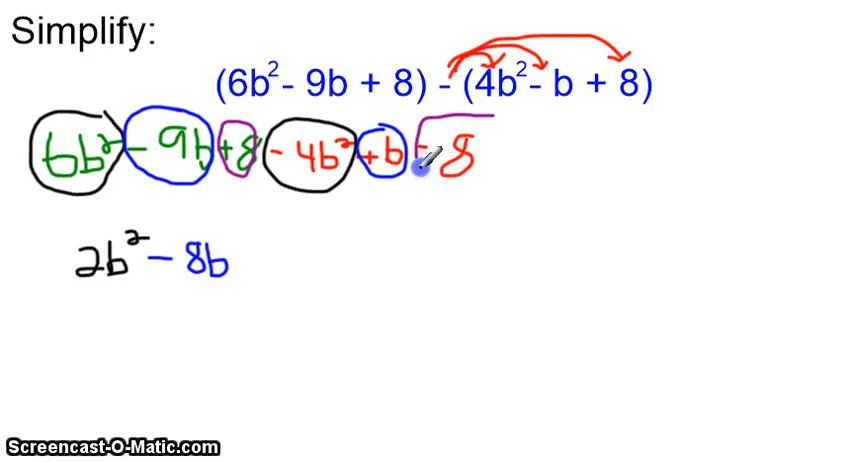 Simplify:
(6b² - 9b + 8) - (4b² - b + 8)
6b² - 9b + 8 - 4b² + b - 8
2b² - 8b
Screencast-O-Matic.com